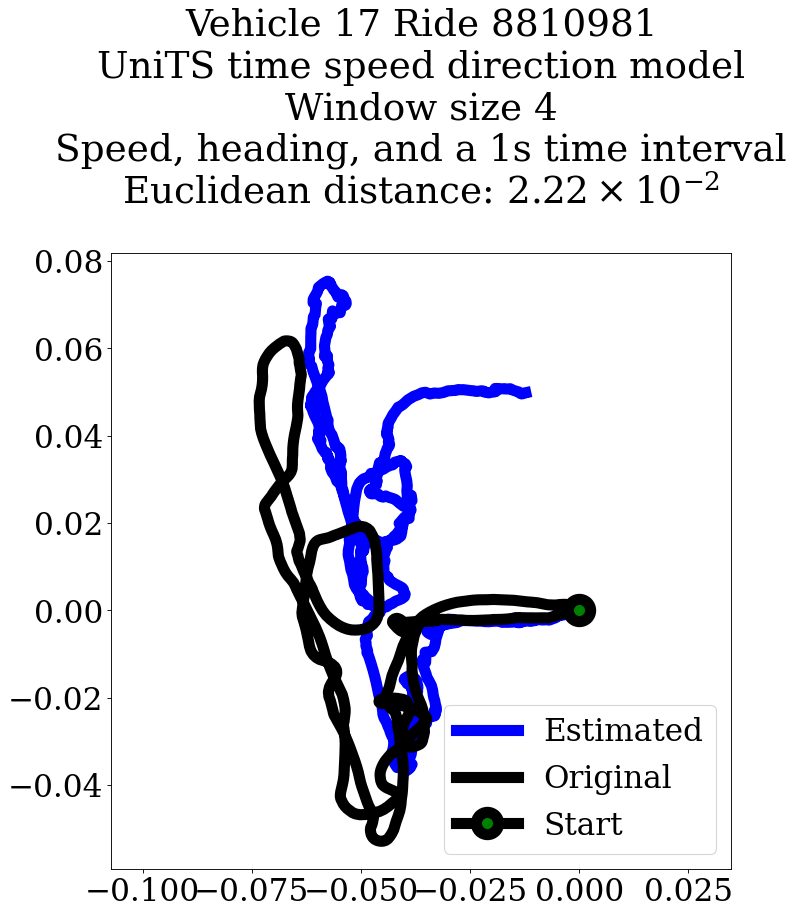 Vehicle 17 Ride 8810981
UniTS time speed direction model
Window size 4
Speed, heading, and a 1s time interval
Euclidean distance: 2.22 × 10⁻²
0.08
0.06
0.04
0.02
0.00
−0.02
−0.04
Estimated
Original
Start
−0.100 −0.075 −0.050 −0.025 0.000 0.025